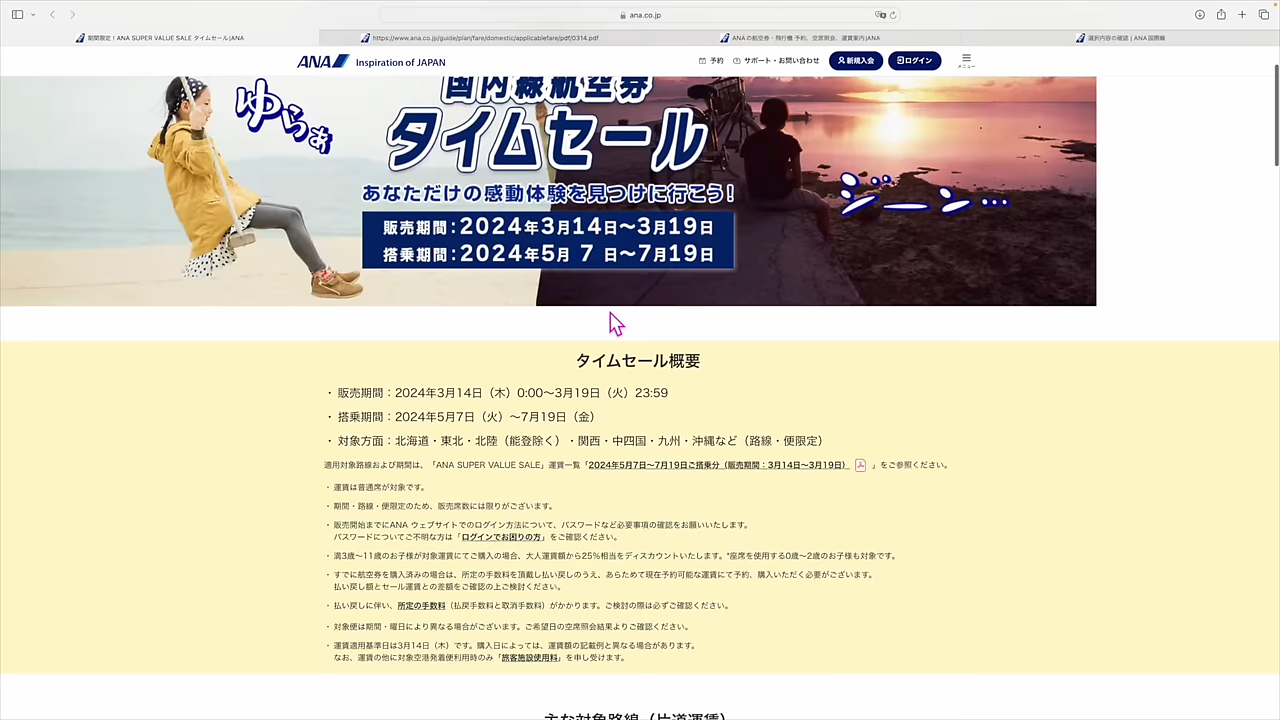 ana.co.jp
期間限定！ANA SUPER VALUE SALE タイムセール|ANA
https://www.ana.co.jp/guide/plan/fare/domestic/applicablefare/pdf/0314.pdf
ANAの航空券・飛行機 予約、空席照会、運賃案内|ANA
選択内容の確認 | ANA国際線
ANA Inspiration of JAPAN
予約
サポート・お問い合わせ
新規入会
ログイン
メニュー
ゆらぁ
国内線航空券
タイムセール
あなただけの感動体験を見つけに行こう！
販売期間：2024年3月14日〜3月19日
搭乗期間：2024年5月 7 日〜7月19日
ジーン…
タイムセール概要
・ 販売期間：2024年3月14日（木）0:00〜3月19日（火）23:59
・ 搭乗期間：2024年5月7日（火）〜7月19日（金）
・ 対象方面：北海道・東北・北陸（能登除く）・関西・中四国・九州・沖縄など（路線・便限定）
適用対象路線および期間は、「ANA SUPER VALUE SALE」運賃一覧「2024年5月7日〜7月19日ご搭乗分（販売期間：3月14日〜3月19日） 」をご参照ください。
・ 運賃は普通席が対象です。
・ 期間・路線・便限定のため、販売席数には限りがございます。
・ 販売開始までにANA ウェブサイトでのログイン方法について、パスワードなど必要事項の確認をお願いいたします。
パスワードについてご不明な方は「ログインでお困りの方」をご確認ください。
・ 満3歳〜11歳のお子様が対象運賃にてご購入の場合、大人運賃額から25％相当をディスカウントいたします。*座席を使用する0歳〜2歳のお子様も対象です。
・ すでに航空券を購入済みの場合は、所定の手数料を頂戴し払い戻しのうえ、あらためて現在予約可能な運賃にて予約、購入いただく必要がございます。
払い戻し額とセール運賃との差額をご確認の上ご検討ください。
・ 払い戻しに伴い、所定の手数料（払戻手数料と取消手数料）がかかります。ご検討の際は必ずご確認ください。
・ 対象便は期間・曜日により異なる場合がございます。ご希望日の空席照会結果よりご確認ください。
・ 運賃適用基準日は3月14日（木）です。購入日によっては、運賃額の記載例と異なる場合があります。
なお、運賃の他に対象空港発着便利用時のみ「旅客施設使用料」を申し受けます。
主な対象路線（片道運賃）